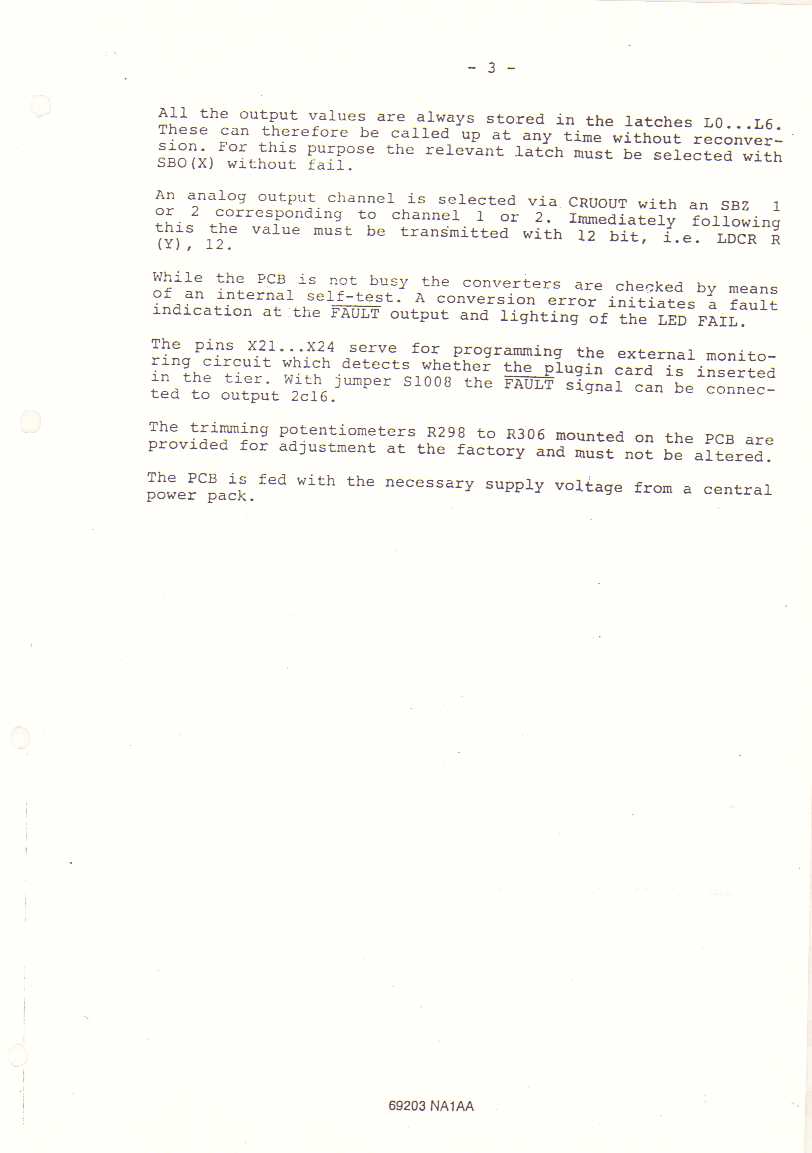 - 3 -
All the output values are always stored in the latches L0...L6.
These can therefore be called up at any time without reconver-
sion. For this purpose the relevant latch must be selected with
SBO(X) without fail.
An analog output channel is selected via CRUOUT with an SBZ 1
or 2 corresponding to channel 1 or 2. Immediately following
this the value must be transmitted with 12 bit, i.e. LDCR R
(Y), 12.
While the PCB is not busy the converters are checked by means
of an internal self-test. A conversion error initiates a fault
indication at the F̅A̅U̅L̅T̅ output and lighting of the LED FAIL.
The pins X21...X24 serve for programming the external monito-
ring circuit which detects whether the plugin card is inserted
in the tier. With jumper S1008 the F̅A̅U̅L̅T̅ signal can be connec-
ted to output 2c16.
The trimming potentiometers R298 to R306 mounted on the PCB are
provided for adjustment at the factory and must not be altered.
The PCB is fed with the necessary supply voltage from a central
power pack.
69203 NA1AA